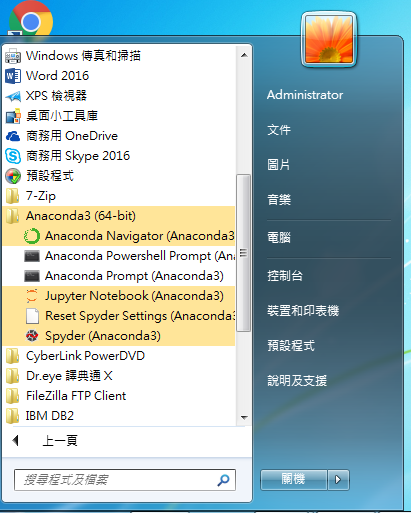 Windows 傳真和掃描
Word 2016
XPS 檢視器
桌面小工具庫
商務用 OneDrive
商務用 Skype 2016
預設程式
7-Zip
Anaconda3 (64-bit)
Anaconda Navigator (Anaconda3
Anaconda Powershell Prompt (An
Anaconda Prompt (Anaconda3)
Jupyter Notebook (Anaconda3)
Reset Spyder Settings (Anaconda
Spyder (Anaconda3)
CyberLink PowerDVD
Dr.eye 譯典通 X
FileZilla FTP Client
IBM DB2
上一頁
搜尋程式及檔案
Administrator
文件
圖片
音樂
電腦
控制台
裝置和印表機
預設程式
說明及支援
關機